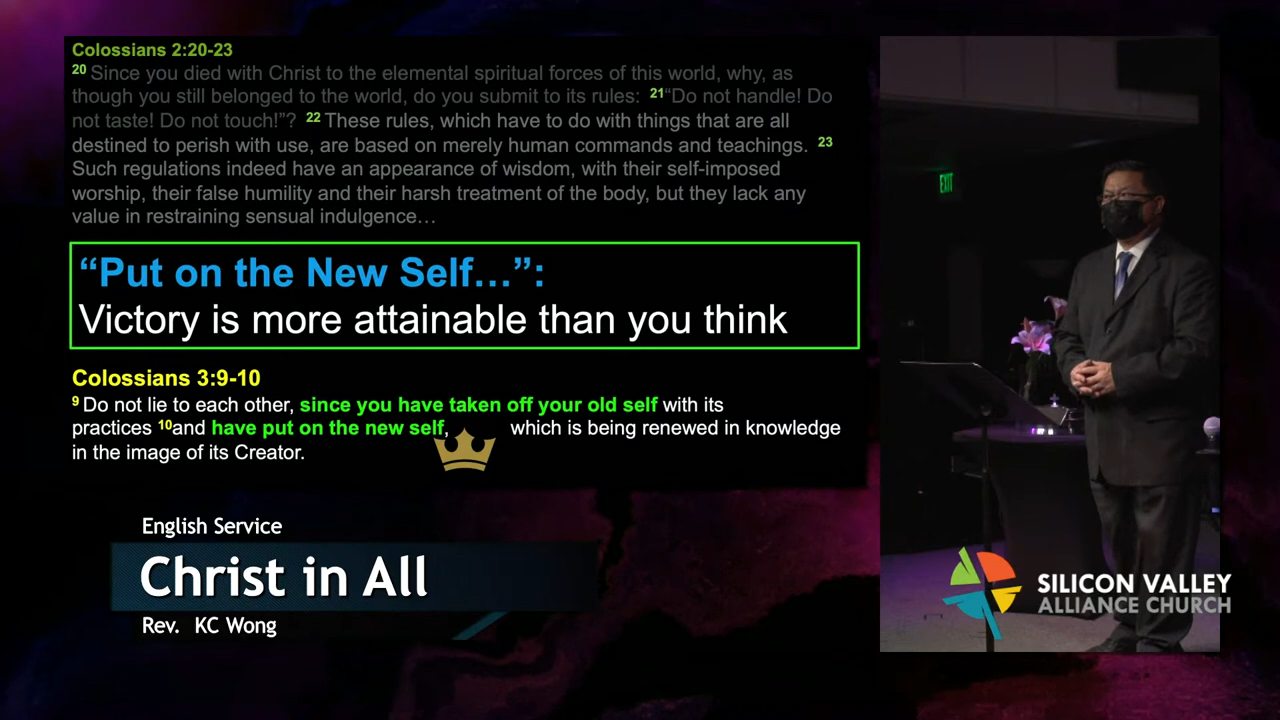 Colossians 2:20-23
20 Since you died with Christ to the elemental spiritual forces of this world, why, as
though you still belonged to the world, do you submit to its rules: 21“Do not handle! Do
not taste! Do not touch!”? 22 These rules, which have to do with things that are all
destined to perish with use, are based on merely human commands and teachings. 23
Such regulations indeed have an appearance of wisdom, with their self-imposed
worship, their false humility and their harsh treatment of the body, but they lack any
value in restraining sensual indulgence…
“Put on the New Self…”:
Victory is more attainable than you think
Colossians 3:9-10
9 Do not lie to each other, since you have taken off your old self with its
practices 10and have put on the new self, which is being renewed in knowledge
in the image of its Creator.
English Service
Christ in All
Rev. KC Wong
EXIT
SILICON VALLEY
ALLIANCE CHURCH